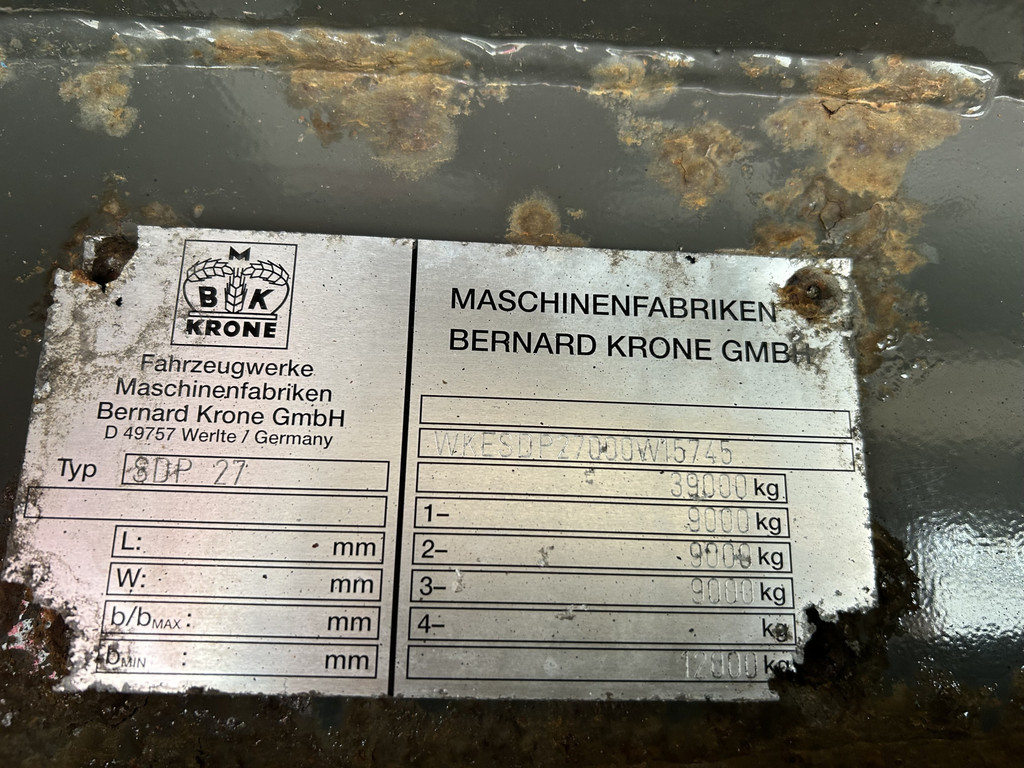 M
B K
KRONE
Fahrzeugwerke
Maschinenfabriken
Bernard Krone GmbH
D 49757 Werlte / Germany
Typ SDP 27
L: mm
W: mm
b/bMAX: mm
bMIN : mm
MASCHINENFABRIKEN
BERNARD KRONE GMBH
WKESDP27000W15745
39000 kg
1– 9000 kg
2– 9000 kg
3– 9000 kg
4– kg
12000 kg